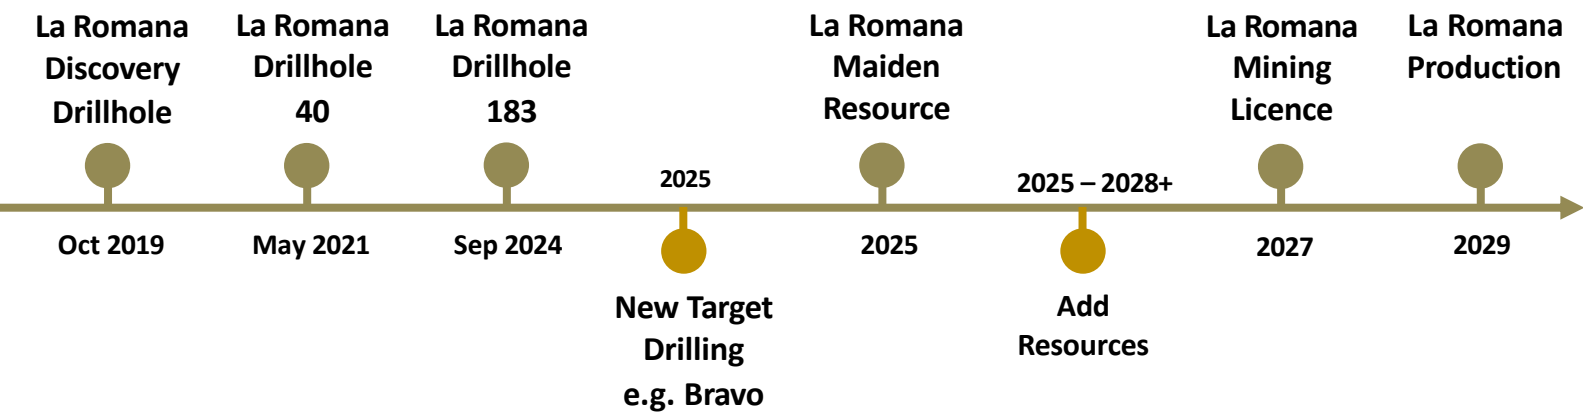 La Romana
Discovery
Drillhole
Oct 2019
La Romana
Drillhole
40
May 2021
La Romana
Drillhole
183
Sep 2024
2025
New Target
Drilling
e.g. Bravo
La Romana
Maiden
Resource
2025
2025 – 2028+
Add
Resources
La Romana
Mining
Licence
2027
La Romana
Production
2029